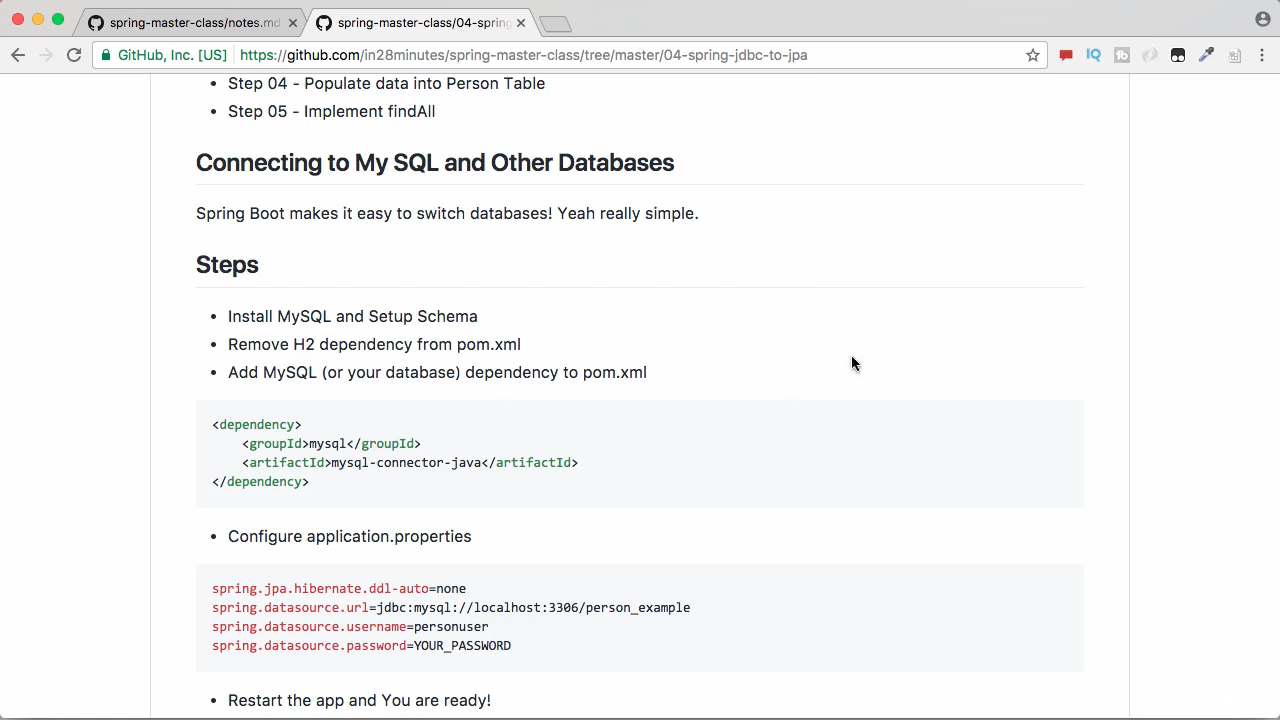 spring-master-class/notes.md
spring-master-class/04-spring
GitHub, Inc. [US]
https://github.com/in28minutes/spring-master-class/tree/master/04-spring-jdbc-to-jpa
• Step 04 - Populate data into Person Table
• Step 05 - Implement findAll
Connecting to My SQL and Other Databases
Spring Boot makes it easy to switch databases! Yeah really simple.
Steps
• Install MySQL and Setup Schema
• Remove H2 dependency from pom.xml
• Add MySQL (or your database) dependency to pom.xml
<dependency>
    <groupId>mysql</groupId>
    <artifactId>mysql-connector-java</artifactId>
</dependency>
• Configure application.properties
spring.jpa.hibernate.ddl-auto=none
spring.datasource.url=jdbc:mysql://localhost:3306/person_example
spring.datasource.username=personuser
spring.datasource.password=YOUR_PASSWORD
• Restart the app and You are ready!